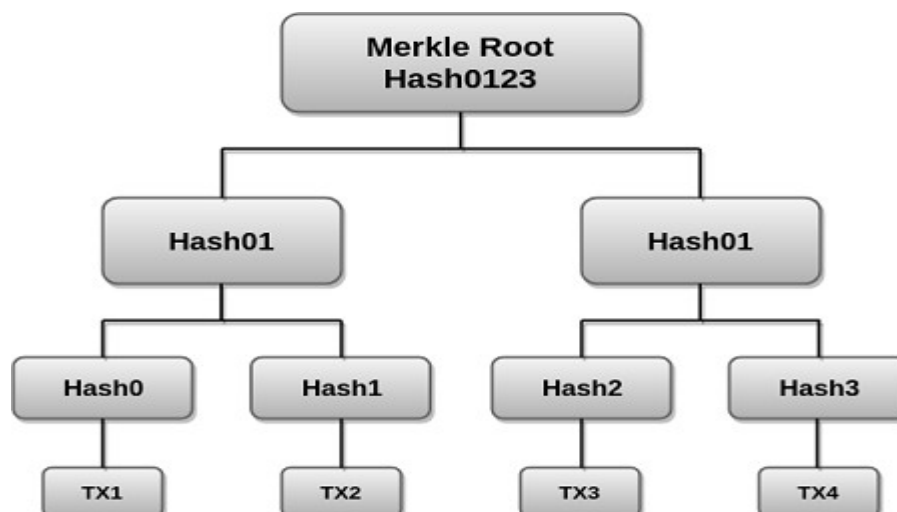 Merkle Root
Hash0123
Hash01
Hash01
Hash0
Hash1
Hash2
Hash3
TX1
TX2
TX3
TX4